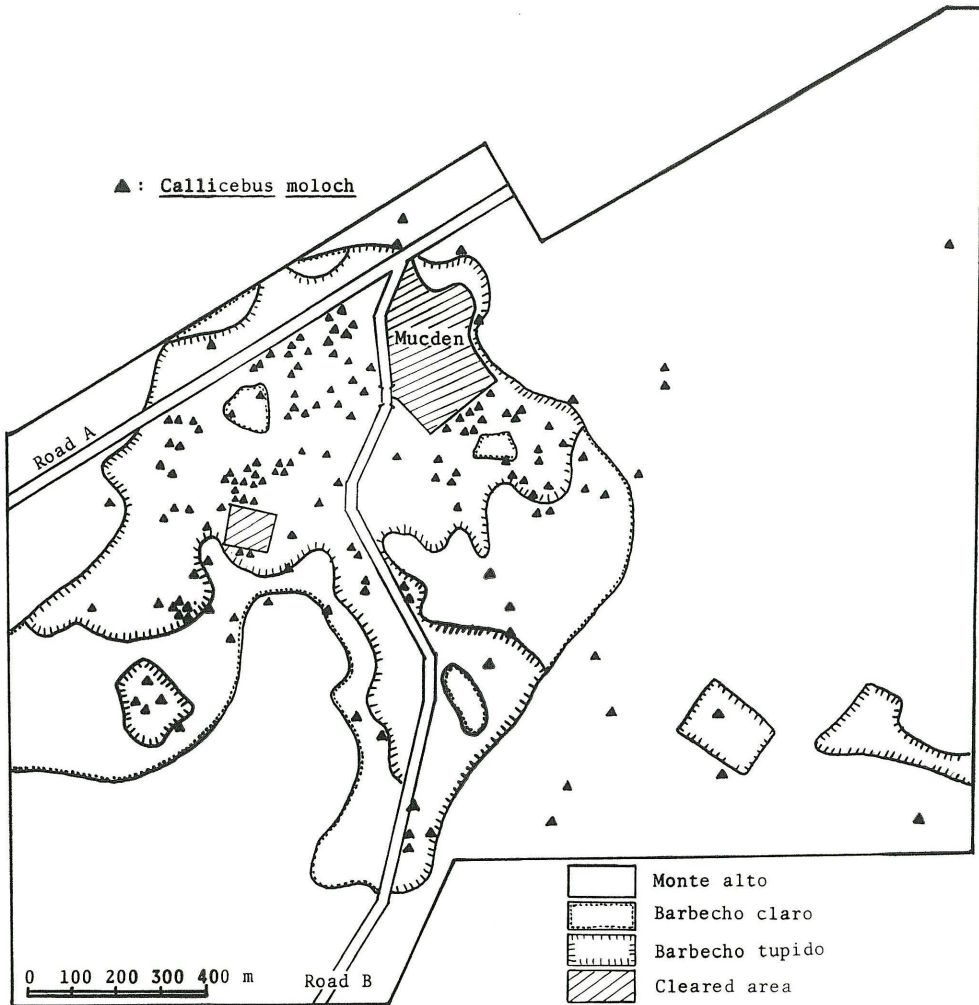 ▲: Callicebus moloch
Mucden
Road A
Monte alto
Barbecho claro
Barbecho tupido
Cleared area
0 100 200 300 400 m
Road B